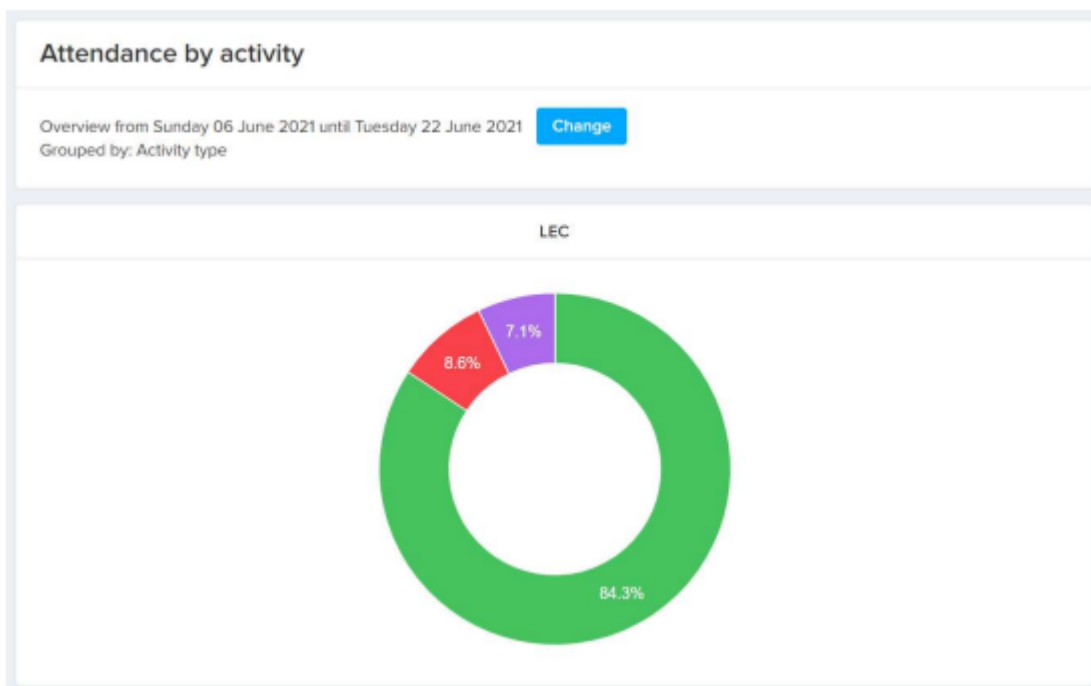 Attendance by activity
Overview from Sunday 06 June 2021 until Tuesday 22 June 2021 Change
Grouped by: Activity type
LEC
7.1%
8.6%
84.3%